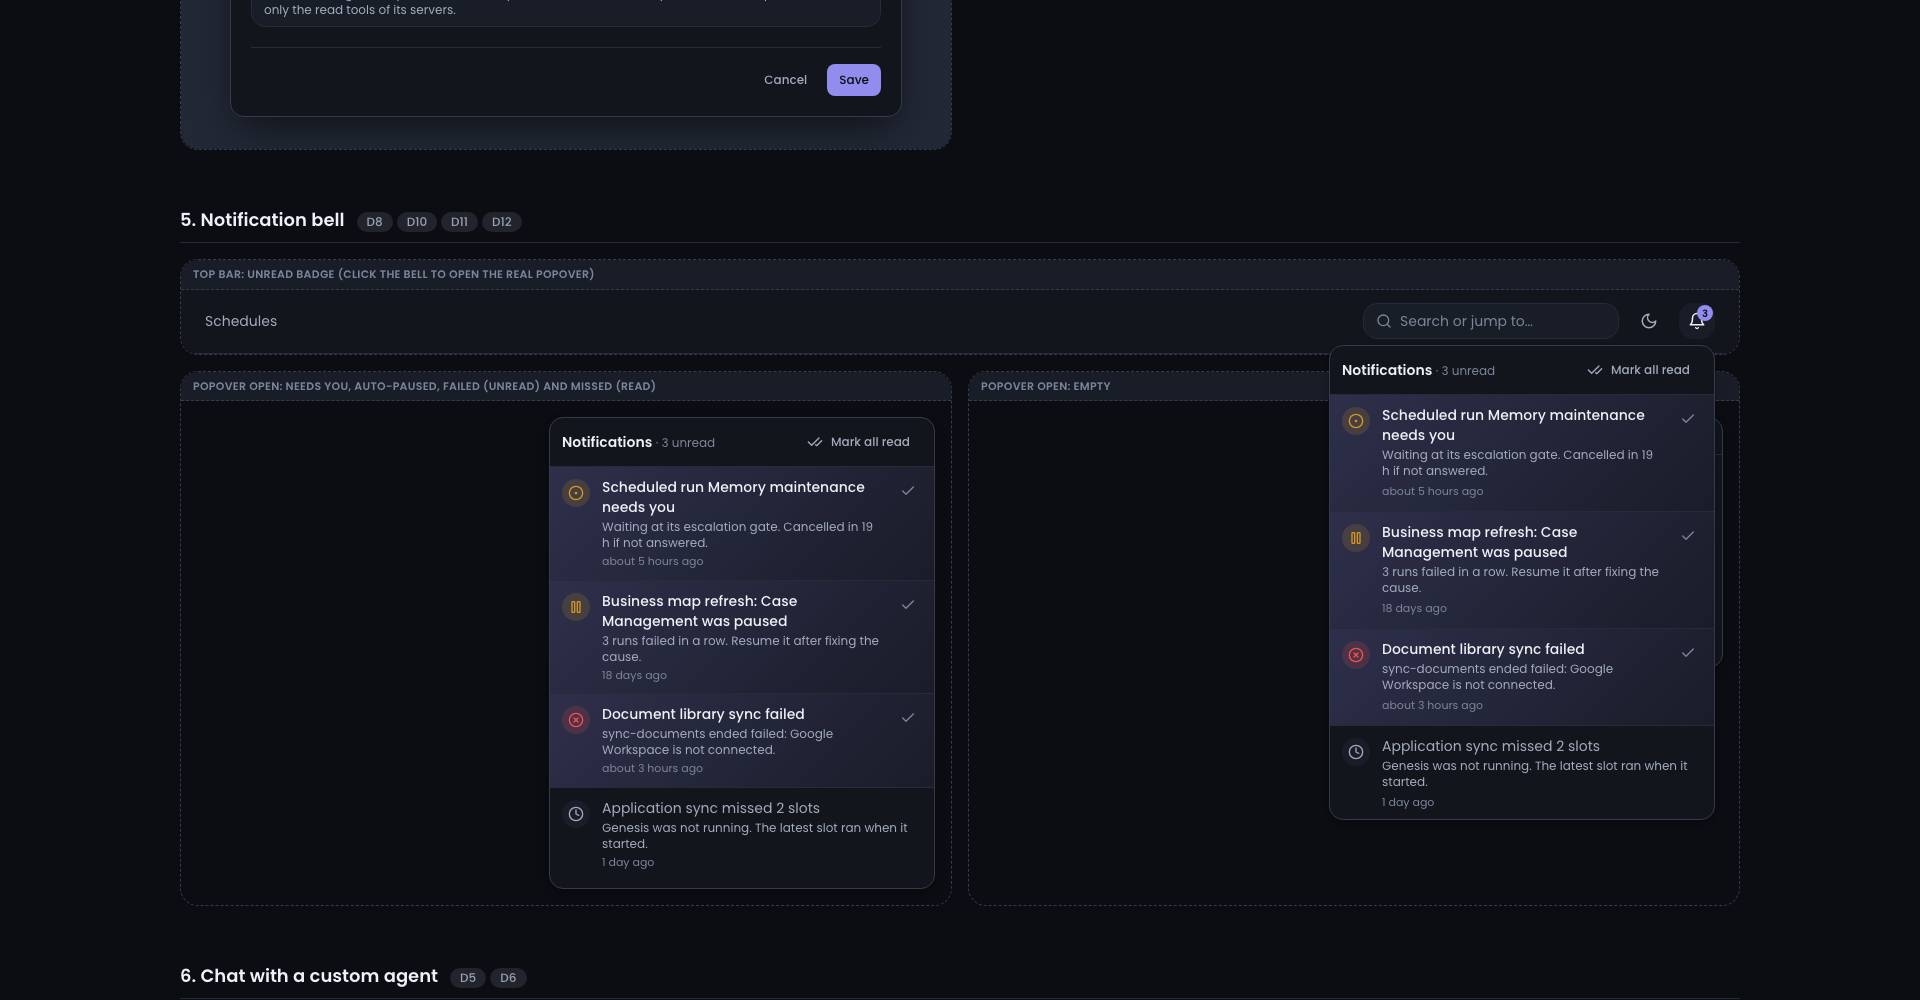 only the read tools of its servers.
Cancel
Save
5. Notification bell
D8
D10
D11
D12
TOP BAR: UNREAD BADGE (CLICK THE BELL TO OPEN THE REAL POPOVER)
Schedules
Search or jump to...
3
POPOVER OPEN: NEEDS YOU, AUTO-PAUSED, FAILED (UNREAD) AND MISSED (READ)
Notifications · 3 unread
Mark all read
Scheduled run Memory maintenance
needs you
Waiting at its escalation gate. Cancelled in 19
h if not answered.
about 5 hours ago
Business map refresh: Case
Management was paused
3 runs failed in a row. Resume it after fixing the
cause.
18 days ago
Document library sync failed
sync-documents ended failed: Google
Workspace is not connected.
about 3 hours ago
Application sync missed 2 slots
Genesis was not running. The latest slot ran when it
started.
1 day ago
POPOVER OPEN: EMPTY
Notifications · 3 unread
Mark all read
Scheduled run Memory maintenance
needs you
Waiting at its escalation gate. Cancelled in 19
h if not answered.
about 5 hours ago
Business map refresh: Case
Management was paused
3 runs failed in a row. Resume it after fixing the
cause.
18 days ago
Document library sync failed
sync-documents ended failed: Google
Workspace is not connected.
about 3 hours ago
Application sync missed 2 slots
Genesis was not running. The latest slot ran when it
started.
1 day ago
6. Chat with a custom agent
D5
D6